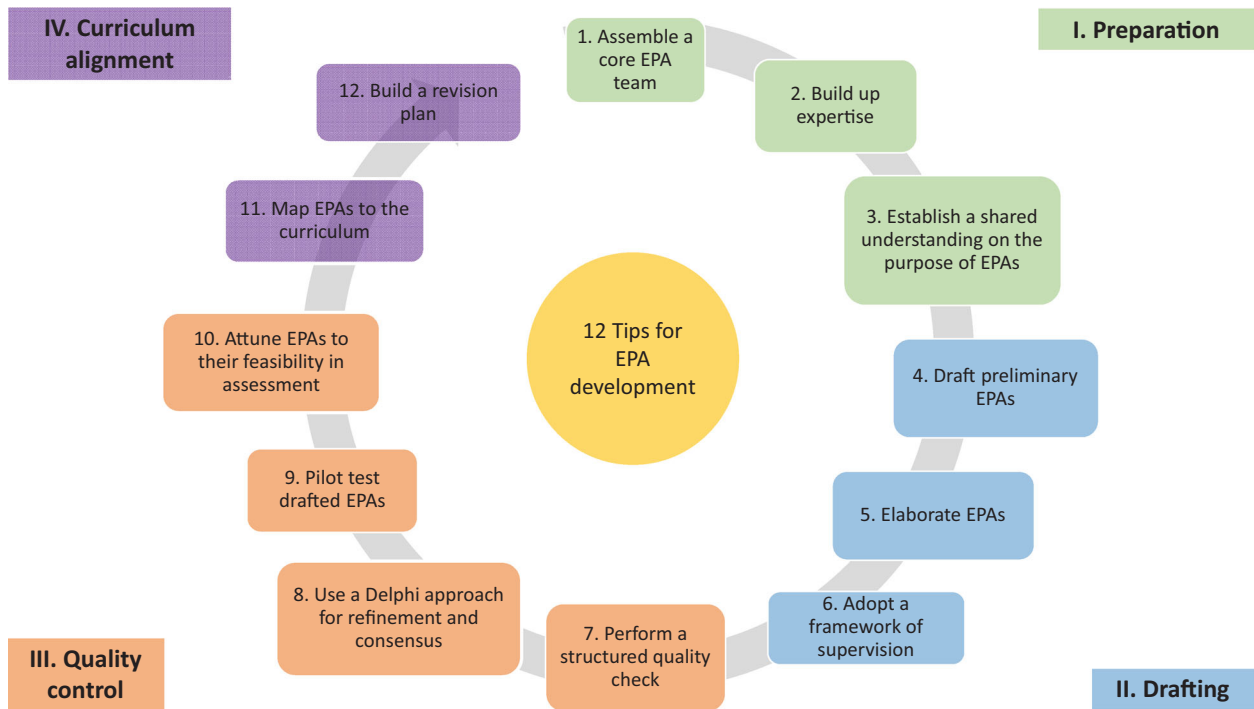 IV. Curriculum
alignment
I. Preparation
1. Assemble a
core EPA
team
2. Build up
expertise
3. Establish a shared
understanding on the
purpose of EPAs
4. Draft preliminary
EPAs
5. Elaborate EPAs
6. Adopt a
framework of
supervision
7. Perform a
structured quality
check
8. Use a Delphi approach
for refinement and
consensus
9. Pilot test
drafted EPAs
10. Attune EPAs to
their feasibility in
assessment
11. Map EPAs to the
curriculum
12. Build a revision
plan
12 Tips for
EPA
development
III. Quality
control
II. Drafting